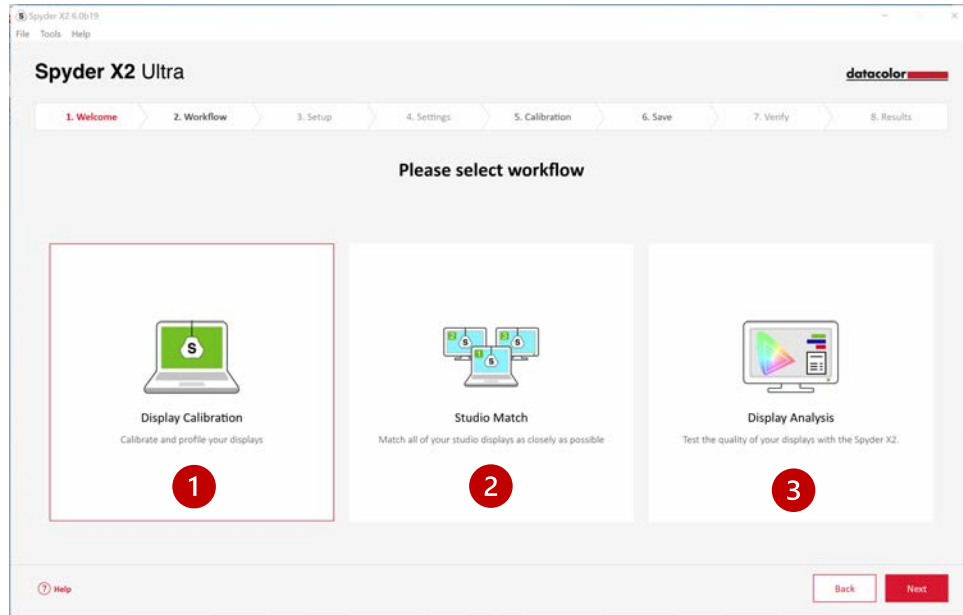 Spyder X2 6.0b19
File Tools Help
Spyder X2 Ultra
datacolor
1. Welcome 2. Workflow 3. Setup 4. Settings 5. Calibration 6. Save 7. Verify 8. Results
Please select workflow
S
2 S 3 S
1 S
Display Calibration Studio Match Display Analysis
Calibrate and profile your displays Match all of your studio displays as closely as possible Test the quality of your displays with the Spyder X2.
1 2 3
? Help Back Next